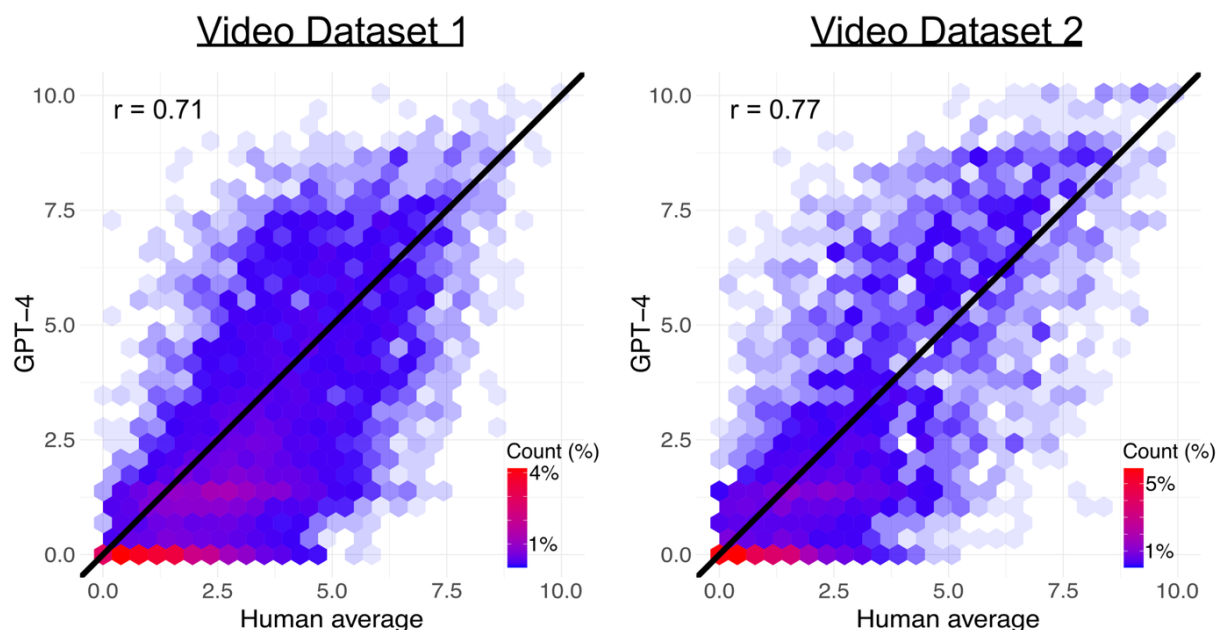 Video Dataset 1
r = 0.71
10.0
7.5
5.0
2.5
0.0
GPT−4
0.0 2.5 5.0 7.5 10.0
Human average
Count (%)
4%
1%
Video Dataset 2
r = 0.77
10.0
7.5
5.0
2.5
0.0
GPT−4
0.0 2.5 5.0 7.5 10.0
Human average
Count (%)
5%
1%